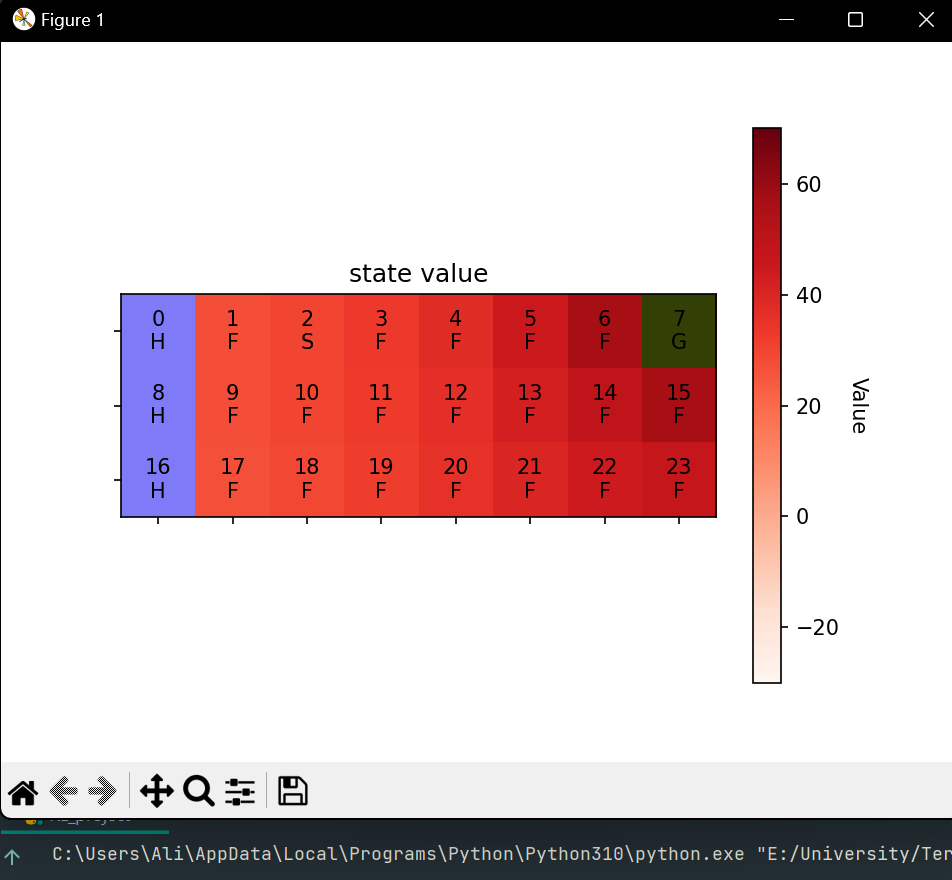 Figure 1
state value
0 1 2 3 4 5 6 7
H F S F F F F G
8 9 10 11 12 13 14 15
H F F F F F F F
16 17 18 19 20 21 22 23
H F F F F F F F
60
40
20
0
−20
Value
C:\Users\Ali\AppData\Local\Programs\Python\Python310\python.exe "E:/University/Ter